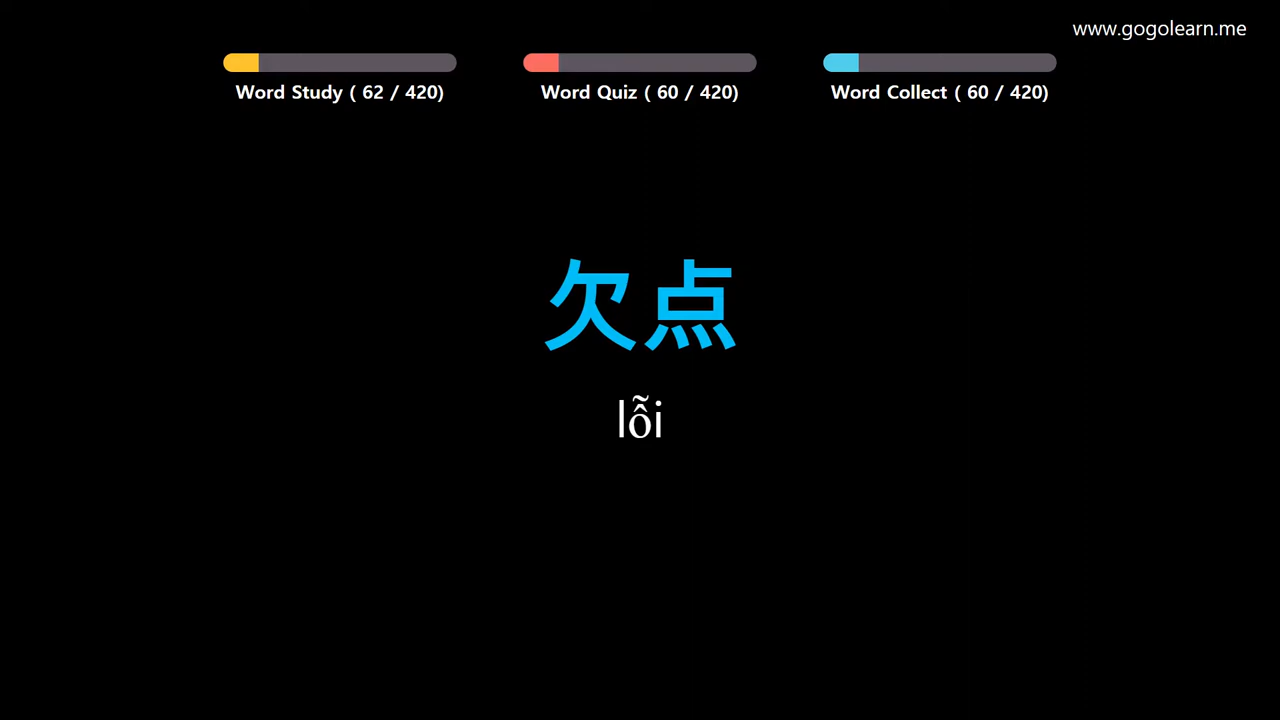 www.gogolearn.me
Word Study ( 62 / 420)
Word Quiz ( 60 / 420)
Word Collect ( 60 / 420)
欠点
lỗi